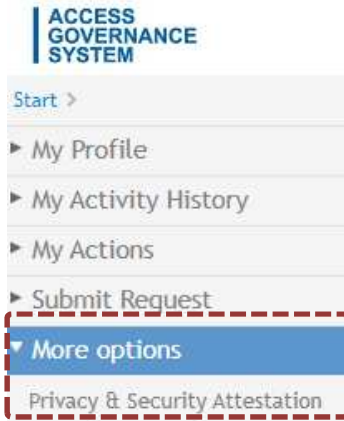 ACCESS
GOVERNANCE
SYSTEM
Start >
My Profile
My Activity History
My Actions
Submit Request
More options
Privacy & Security Attestation